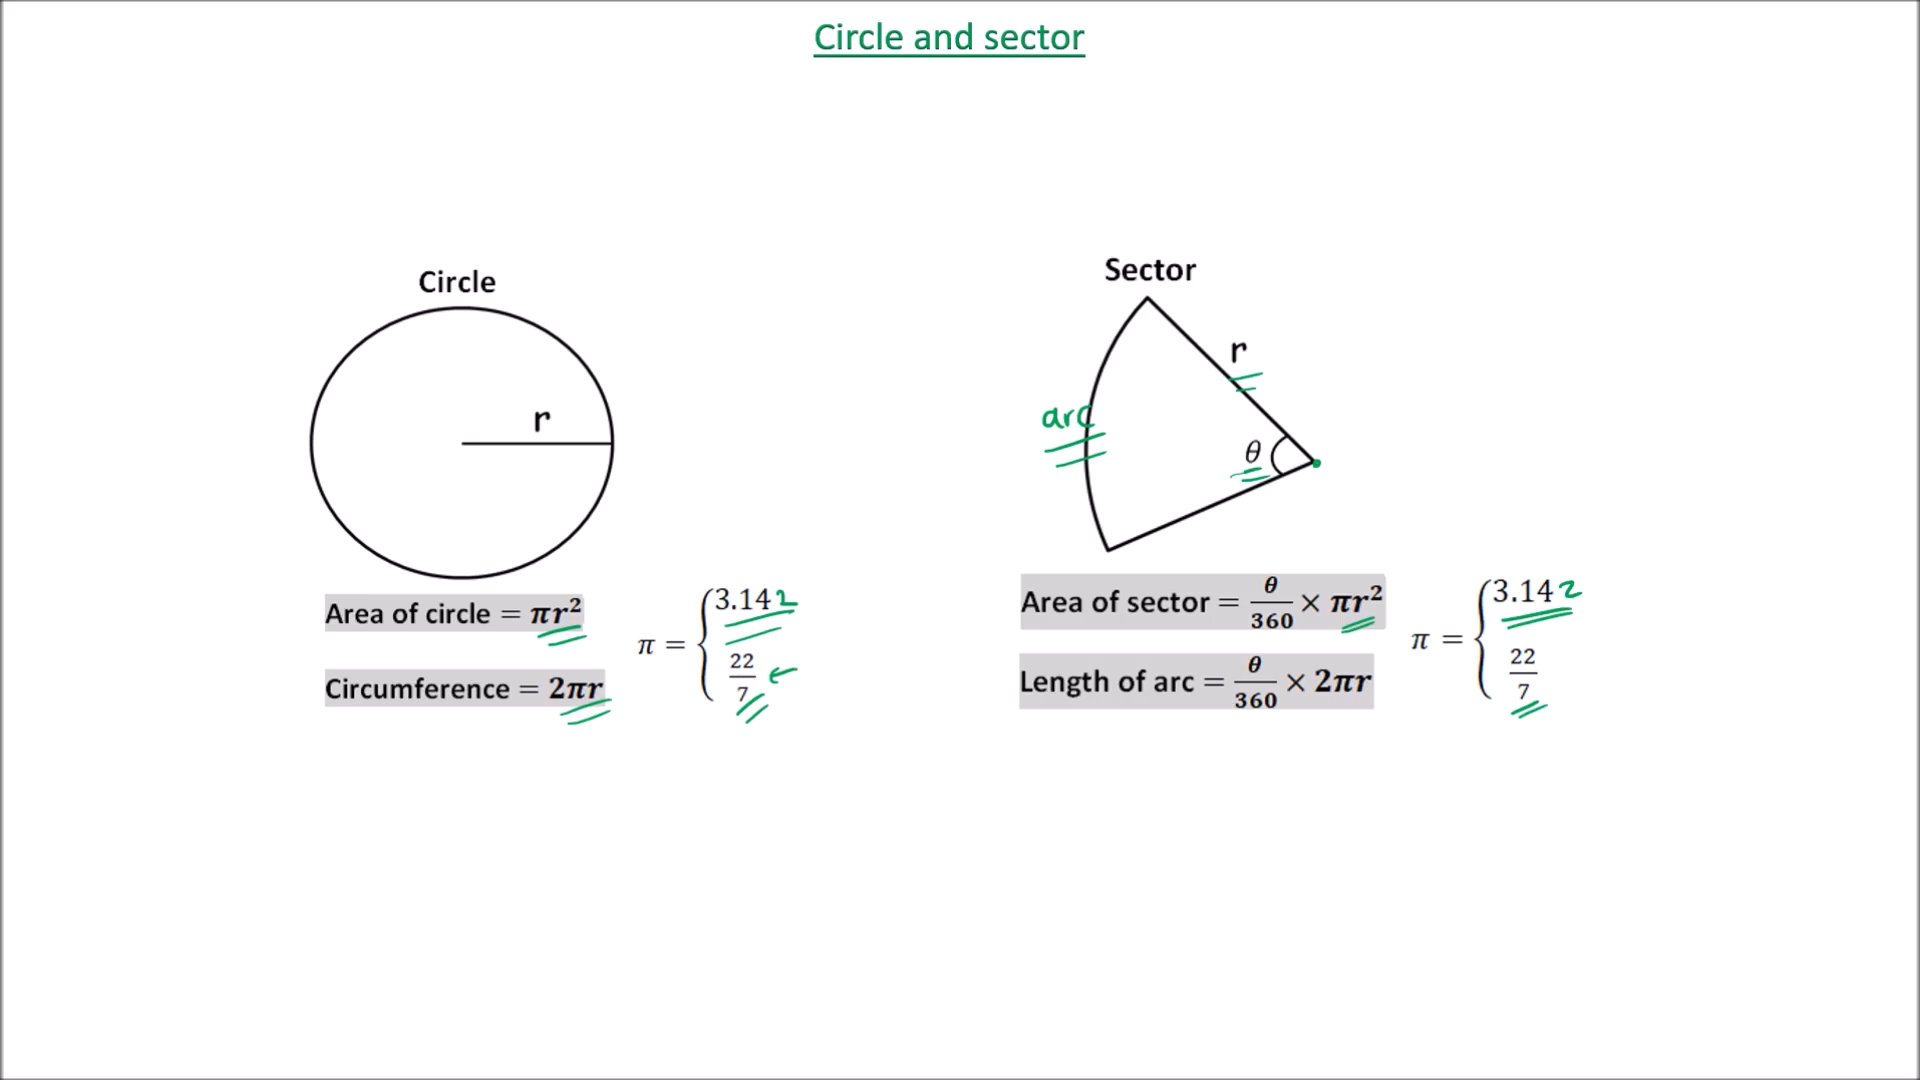 Circle and sector
Circle
r
Area of circle = πr²
Circumference = 2πr
π = { 3.142
22/7 ←
Sector
r
arc
θ
Area of sector = θ/360 × πr²
Length of arc = θ/360 × 2πr
π = { 3.142
22/7